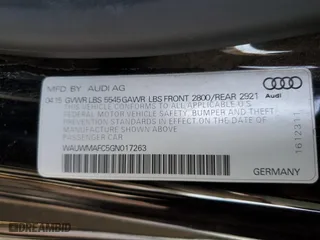 MFD BY AUDI AG
04 15 GVWR LBS 5545 GAWR LBS FRONT 2800/REAR 2921
THIS VEHICLE CONFORMS TO ALL APPLICABLE U.S
FEDERAL MOTOR VEHICLE SAFETY, BUMPER AND THEFT
PREVENTION STANDARDS IN EFFECT ON THE
DATE OF MANUFACTURE SHOWN ABOVE
PASSENGER CAR
WAUWMAFC5GN017263
GERMANY
Audi
DREAMBID